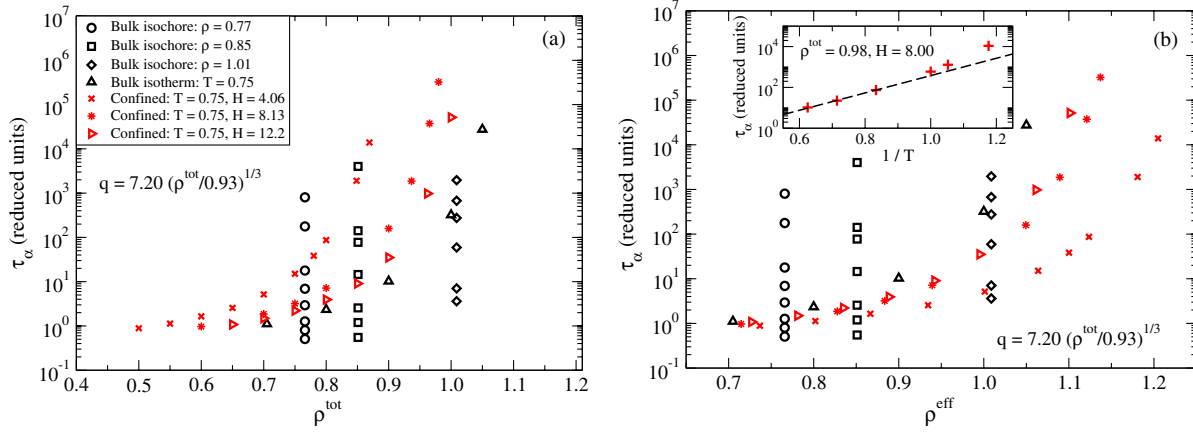 (a)
Bulk isochore: ρ = 0.77
Bulk isochore: ρ = 0.85
Bulk isochore: ρ = 1.01
Bulk isotherm: T = 0.75
Confined: T = 0.75, H = 4.06
Confined: T = 0.75, H = 8.13
Confined: T = 0.75, H = 12.2
q = 7.20 (ρ^tot/0.93)^1/3
τ_α (reduced units)
10^7
10^6
10^5
10^4
10^3
10^2
10^1
10^0
10^-1
0.4 0.5 0.6 0.7 0.8 0.9 1.0 1.1 1.2
ρ^tot
(b)
ρ^tot = 0.98, H = 8.00
τ_α (reduced units)
10^4
10^2
10^0
0.6 0.8 1.0 1.2
1 / T
q = 7.20 (ρ^tot/0.93)^1/3
τ_α (reduced units)
10^7
10^6
10^5
10^4
10^3
10^2
10^1
10^0
10^-1
0.7 0.8 0.9 1.0 1.1 1.2
ρ^eff